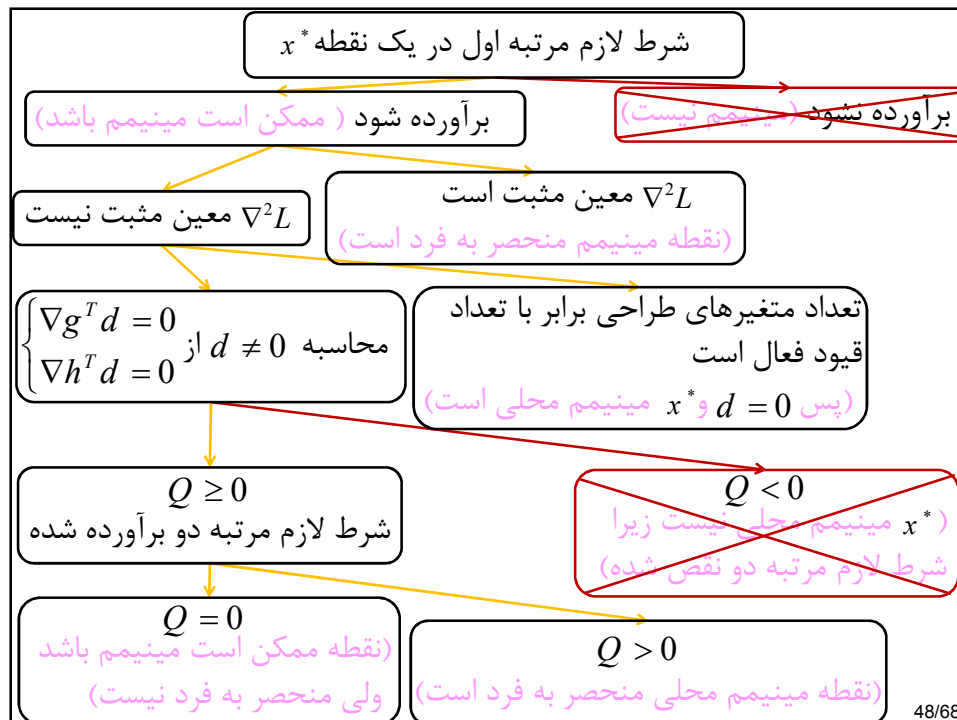 شرط لازم مرتبه اول در یک نقطه x*
برآورده نشود (مینیمم نیست)
برآورده شود ( ممکن است مینیمم باشد)
∇²L معین مثبت است
(نقطه مینیمم منحصر به فرد است)
∇²L معین مثبت نیست
تعداد متغیرهای طراحی برابر با تعداد
قیود فعال است
(پس d = 0 و x* مینیمم محلی است)
محاسبه d ≠ 0 از
∇gᵀd = 0
∇hᵀd = 0
Q < 0
( x* مینیمم محلی نیست زیرا
شرط لازم مرتبه دو نقض شده)
Q ≥ 0
شرط لازم مرتبه دو برآورده شده
Q > 0
(نقطه مینیمم محلی منحصر به فرد است)
Q = 0
(نقطه ممکن است مینیمم باشد
ولی منحصر به فرد نیست)
48/68